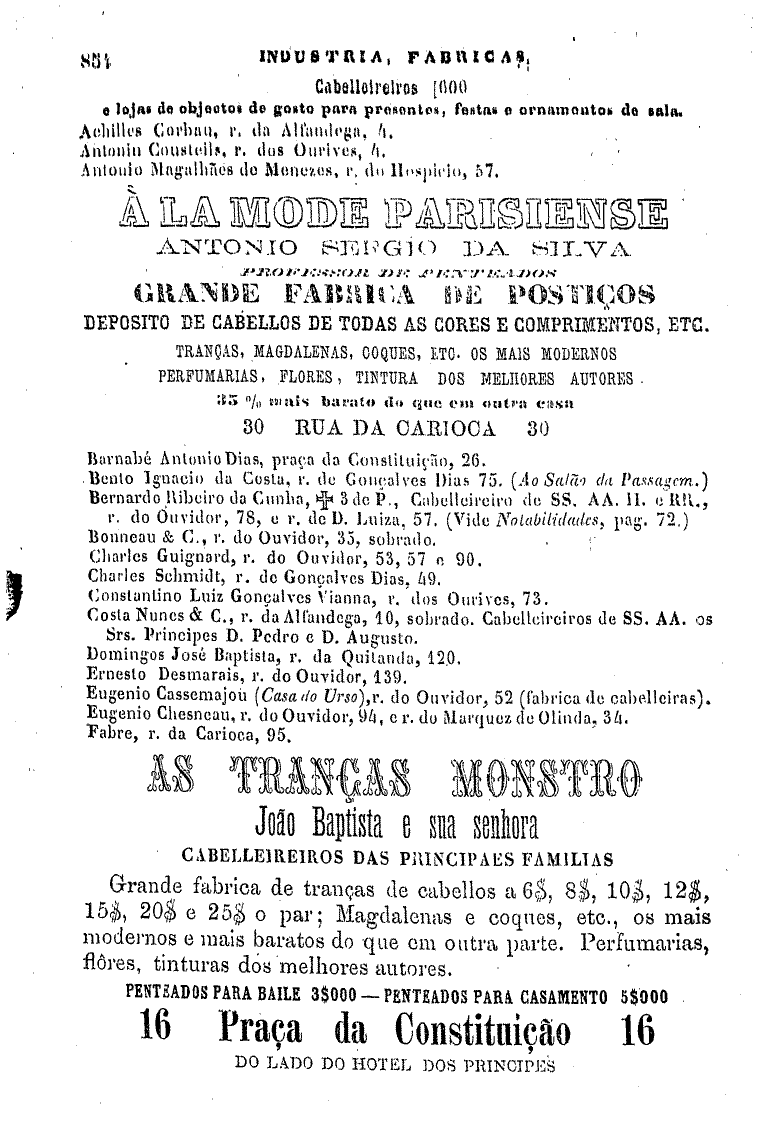 854 INDUSTRIA, FABRICAS,
Cabelleireiros [600
e lojas de objectos de gosto para presentes, festas e ornamentos de sala.
Achilles Corbau, r. da Alfandega, 4.
Antonin Cousteils, r. dos Ourives, 4.
Antonio Magalhães de Menezes, r. do Hospicio, 57.
À LA MODE PARISIENSE
ANTONIO SERGIO DA SILVA
PROFESSOR DE PENTEADOS
GRANDE FABRICA DE POSTIÇOS
DEPOSITO DE CABELLOS DE TODAS AS CORES E COMPRIMENTOS, ETC.
TRANÇAS, MAGDALENAS, COQUES, ETC. OS MAIS MODERNOS
PERFUMARIAS, FLORES, TINTURA DOS MELHORES AUTORES.
35 % mais barato do que em outra casa
30 RUA DA CARIOCA 30
Barnabé Antonio Dias, praça da Constituição, 26.
Bento Ignacio da Costa, r. de Gonçalves Dias 75. (Ao Salão da Passagem.)
Bernardo Ribeiro da Cunha, ✠ 3 de P., Cabelleireiro de SS. AA. II. e RR.,
r. do Ouvidor, 78, e r. de D. Luiza, 57. (Vide Notabilidades, pag. 72.)
Bonneau & C., r. do Ouvidor, 35, sobrado.
Charles Guignard, r. do Ouvidor, 53, 57 e 90.
Charles Schmidt, r. de Gonçalves Dias, 49.
Constantino Luiz Gonçalves Vianna, r. dos Ourives, 73.
Costa Nunes & C., r. da Alfandega, 10, sobrado. Cabelleireiros de SS. AA. os
Srs. Principes D. Pedro e D. Augusto.
Domingos José Baptista, r. da Quitanda, 120.
Ernesto Desmarais, r. do Ouvidor, 139.
Eugenio Cassemajou (Casa do Urso), r. do Ouvidor, 52 (fabrica de cabelleiras).
Eugenio Chesneau, r. do Ouvidor, 94, e r. do Marquez de Olinda, 34.
Fabre, r. da Carioca, 95.
AS TRANÇAS MONSTRO
João Baptista e sua senhora
CABELLEIREIROS DAS PRINCIPAES FAMILIAS
Grande fabrica de tranças de cabellos a 6$, 8$, 10$, 12$,
15$, 20$ e 25$ o par; Magdalenas e coques, etc., os mais
modernos e mais baratos do que em outra parte. Perfumarias,
flôres, tinturas dos melhores autores.
PENTEADOS PARA BAILE 3$000 — PENTEADOS PARA CASAMENTO 5$000
16 Praça da Constituição 16
DO LADO DO HOTEL DOS PRINCIPES